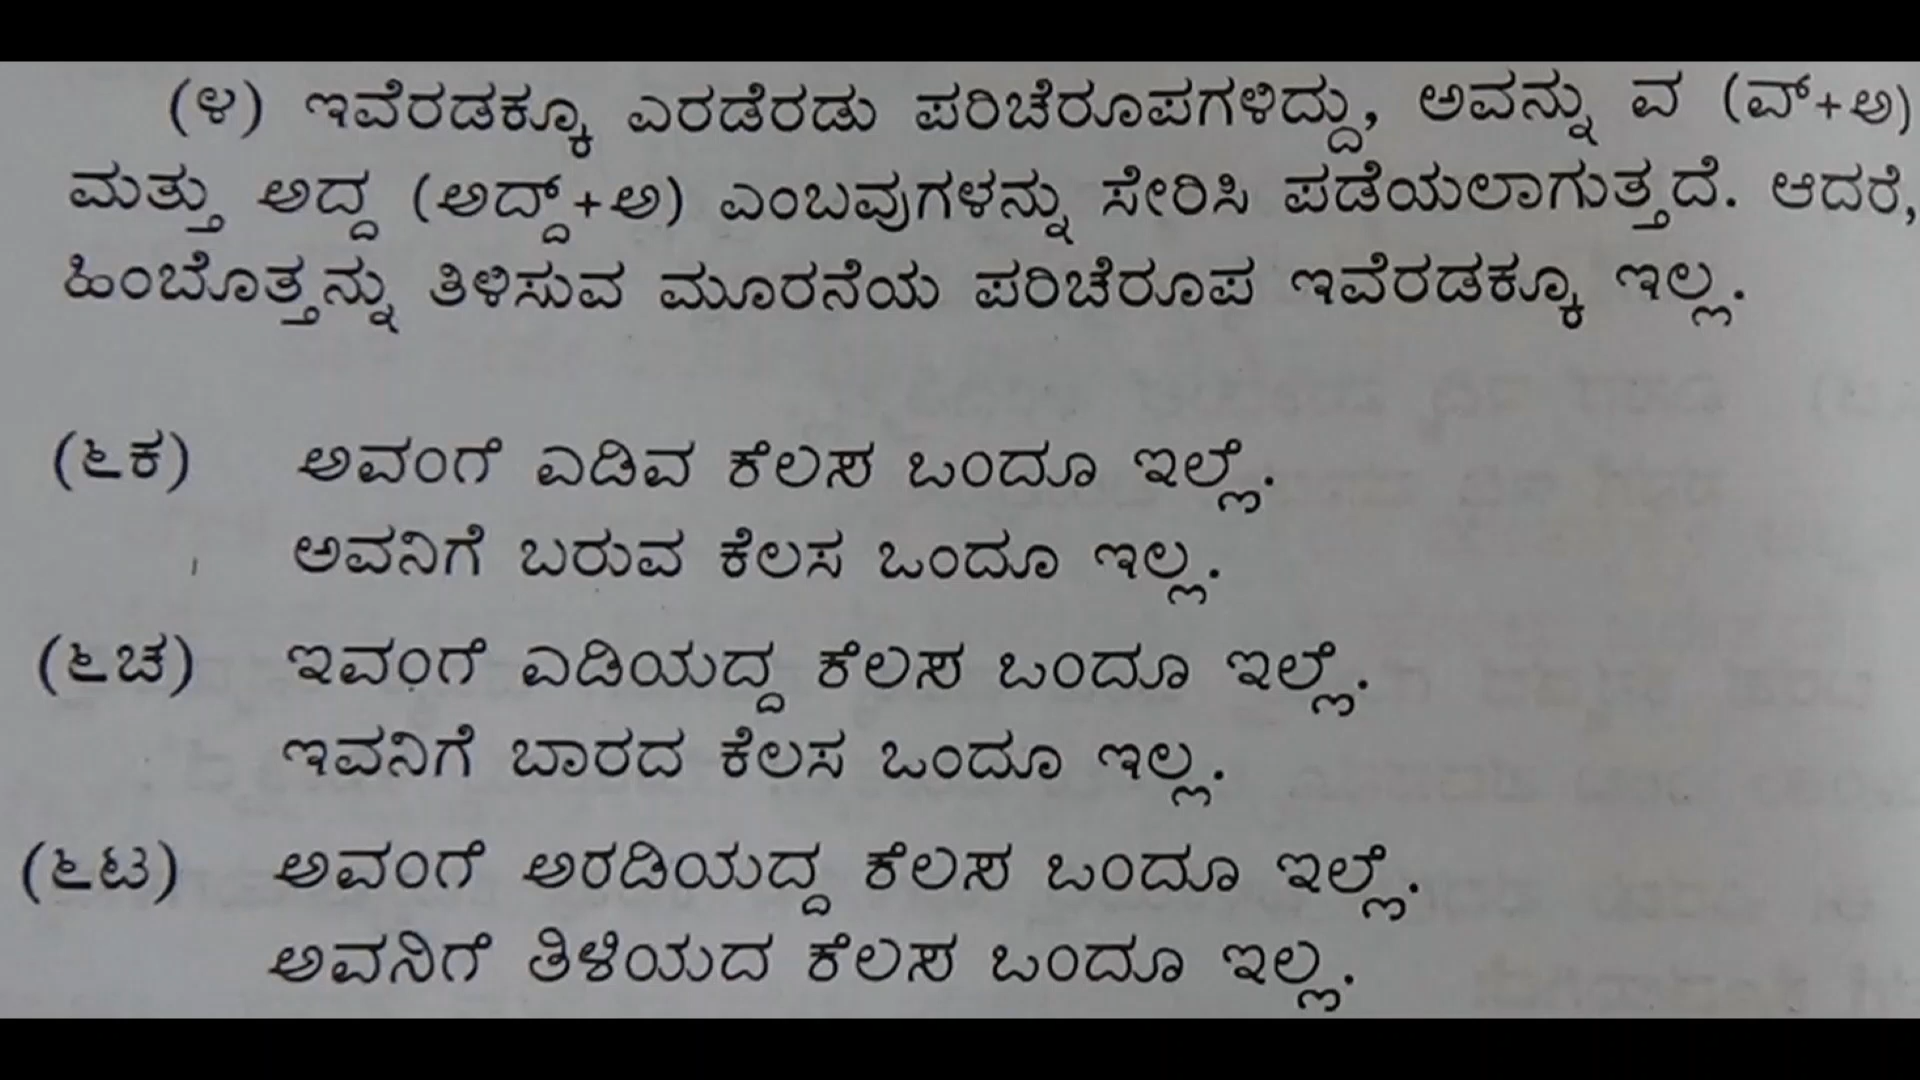 (೪) ಇವೆರಡಕ್ಕೂ ಎರಡೆರಡು ಪರಿಚೆರೂಪಗಳಿದ್ದು, ಅವನ್ನು ವ (ವ್+ಅ)
ಮತ್ತು ಅದ್ದ (ಅದ್ದ್+ಅ) ಎಂಬವುಗಳನ್ನು ಸೇರಿಸಿ ಪಡೆಯಲಾಗುತ್ತದೆ. ಆದರೆ,
ಹಿಂಬೊತ್ತನ್ನು ತಿಳಿಸುವ ಮೂರನೆಯ ಪರಿಚೆರೂಪ ಇವೆರಡಕ್ಕೂ ಇಲ್ಲ.
(೬ಕ) ಅವಂಗೆ ಎಡಿವ ಕೆಲಸ ಒಂದೂ ಇಲ್ಲೆ.
ಅವನಿಗೆ ಬರುವ ಕೆಲಸ ಒಂದೂ ಇಲ್ಲ.
(೬ಚ) ಇವಂಗೆ ಎಡಿಯದ್ದ ಕೆಲಸ ಒಂದೂ ಇಲ್ಲೆ.
ಇವನಿಗೆ ಬಾರದ ಕೆಲಸ ಒಂದೂ ಇಲ್ಲ.
(೬ಟ) ಅವಂಗೆ ಅರಡಿಯದ್ದ ಕೆಲಸ ಒಂದೂ ಇಲ್ಲೆ.
ಅವನಿಗೆ ತಿಳಿಯದ ಕೆಲಸ ಒಂದೂ ಇಲ್ಲ.